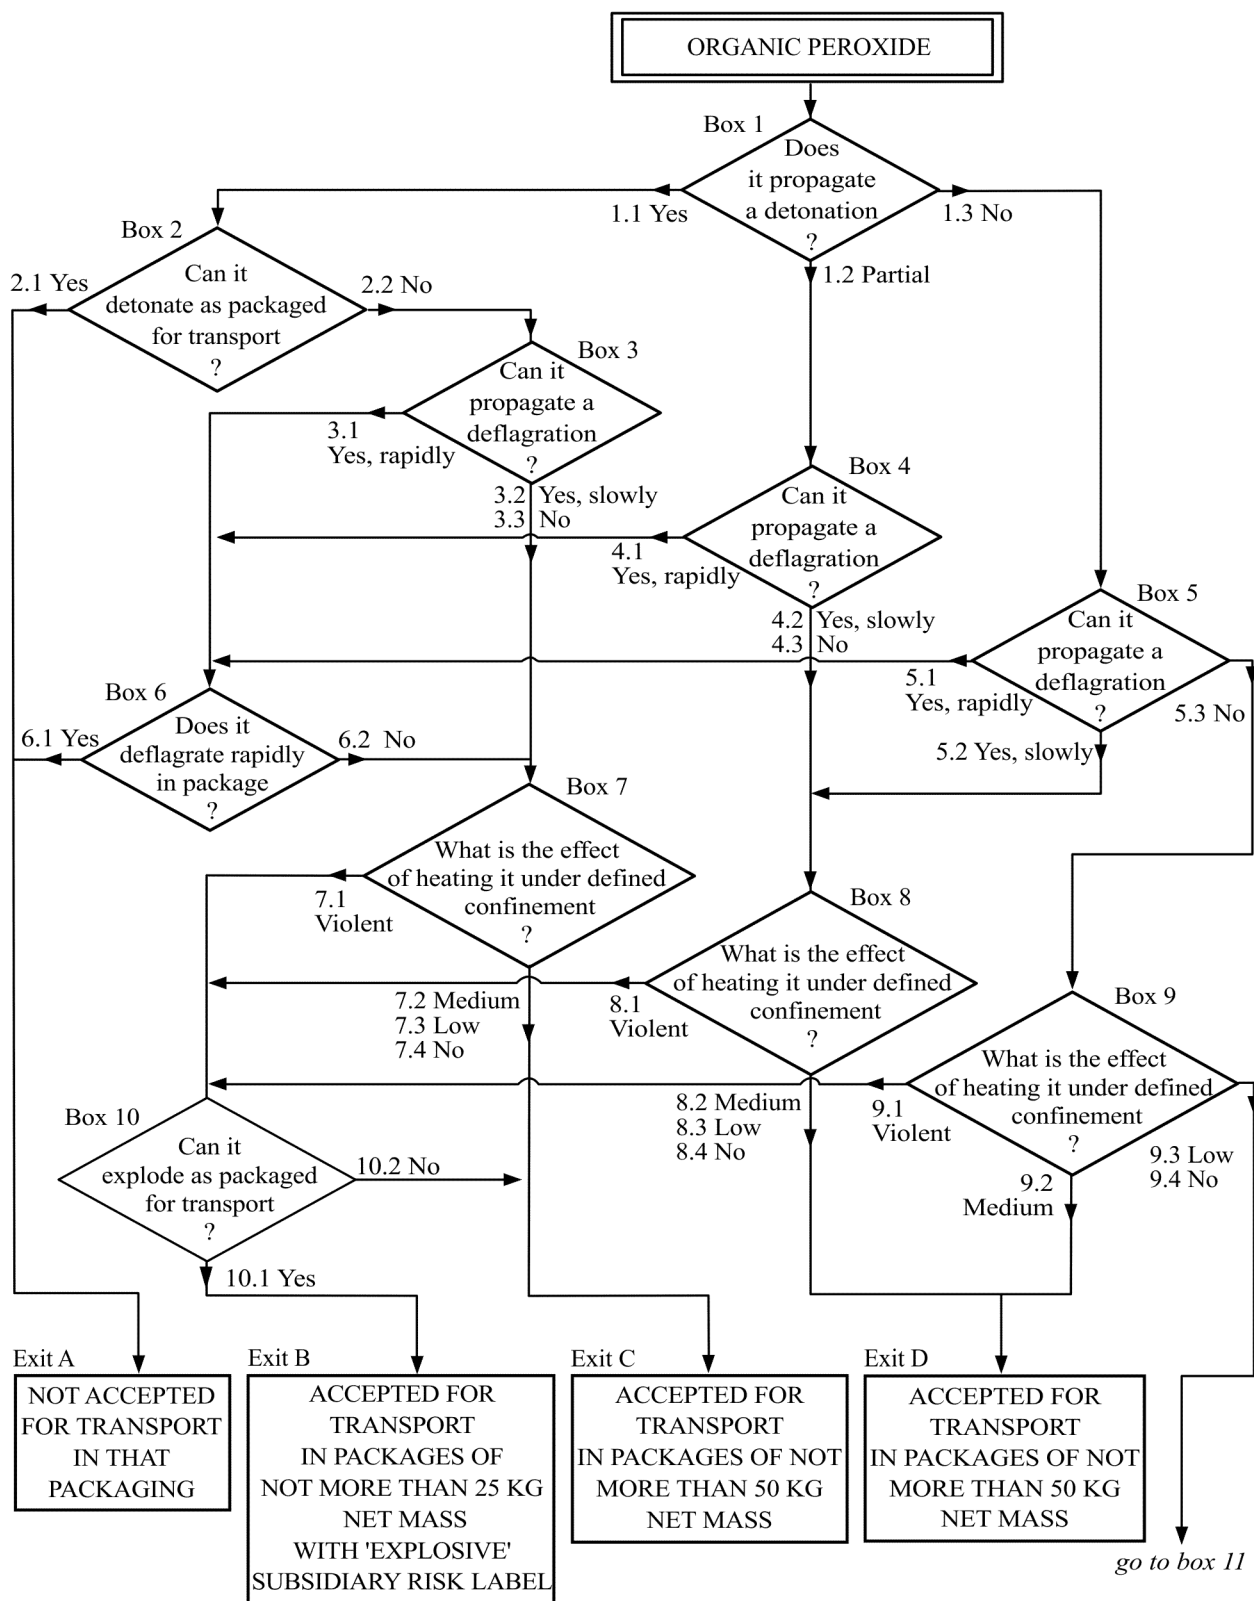 ORGANIC PEROXIDE
Box 1
Does
it propagate
a detonation
?
1.1 Yes
1.3 No
1.2 Partial
Box 2
Can it
detonate as packaged
for transport
?
2.1 Yes
2.2 No
Box 3
Can it
propagate a
deflagration
?
3.1
Yes, rapidly
3.2 Yes, slowly
3.3 No
Box 4
Can it
propagate a
deflagration
?
4.1
Yes, rapidly
4.2 Yes, slowly
4.3 No
Box 5
Can it
propagate a
deflagration
?
5.1
Yes, rapidly
5.3 No
5.2 Yes, slowly
Box 6
Does it
deflagrate rapidly
in package
?
6.1 Yes
6.2 No
Box 7
What is the effect
of heating it under defined
confinement
?
7.1
Violent
7.2 Medium
7.3 Low
7.4 No
Box 8
What is the effect
of heating it under defined
confinement
?
8.1
Violent
8.2 Medium
8.3 Low
8.4 No
Box 9
What is the effect
of heating it under defined
confinement
?
9.1
Violent
9.2
Medium
9.3 Low
9.4 No
Box 10
Can it
explode as packaged
for transport
?
10.2 No
10.1 Yes
Exit A
NOT ACCEPTED
FOR TRANSPORT
IN THAT
PACKAGING
Exit B
ACCEPTED FOR
TRANSPORT
IN PACKAGES OF
NOT MORE THAN 25 KG
NET MASS
WITH 'EXPLOSIVE'
SUBSIDIARY RISK LABEL
Exit C
ACCEPTED FOR
TRANSPORT
IN PACKAGES OF NOT
MORE THAN 50 KG
NET MASS
Exit D
ACCEPTED FOR
TRANSPORT
IN PACKAGES OF NOT
MORE THAN 50 KG
NET MASS
go to box 11